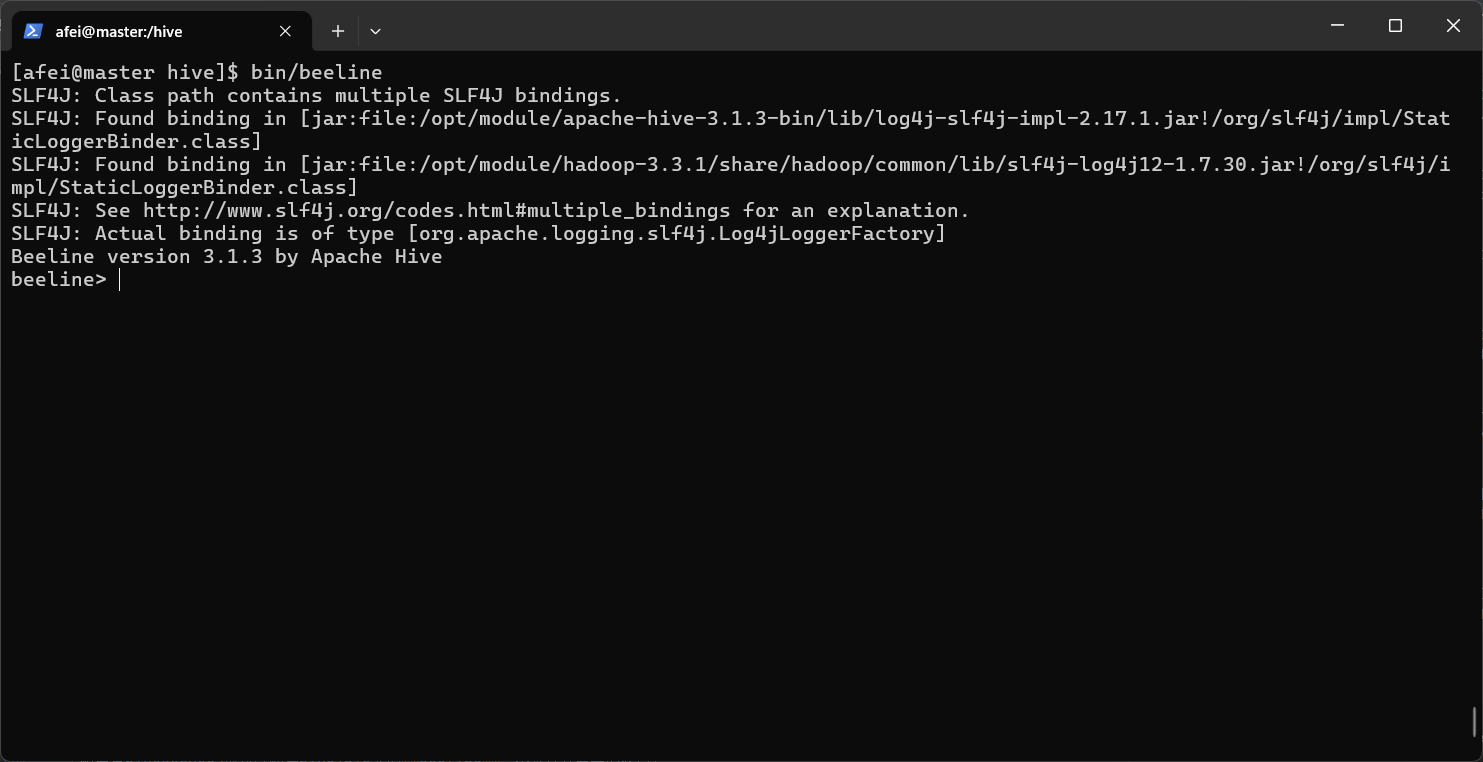 afei@master:/hive
[afei@master hive]$ bin/beeline
SLF4J: Class path contains multiple SLF4J bindings.
SLF4J: Found binding in [jar:file:/opt/module/apache-hive-3.1.3-bin/lib/log4j-slf4j-impl-2.17.1.jar!/org/slf4j/impl/Stat
icLoggerBinder.class]
SLF4J: Found binding in [jar:file:/opt/module/hadoop-3.3.1/share/hadoop/common/lib/slf4j-log4j12-1.7.30.jar!/org/slf4j/i
mpl/StaticLoggerBinder.class]
SLF4J: See http://www.slf4j.org/codes.html#multiple_bindings for an explanation.
SLF4J: Actual binding is of type [org.apache.logging.slf4j.Log4jLoggerFactory]
Beeline version 3.1.3 by Apache Hive
beeline>